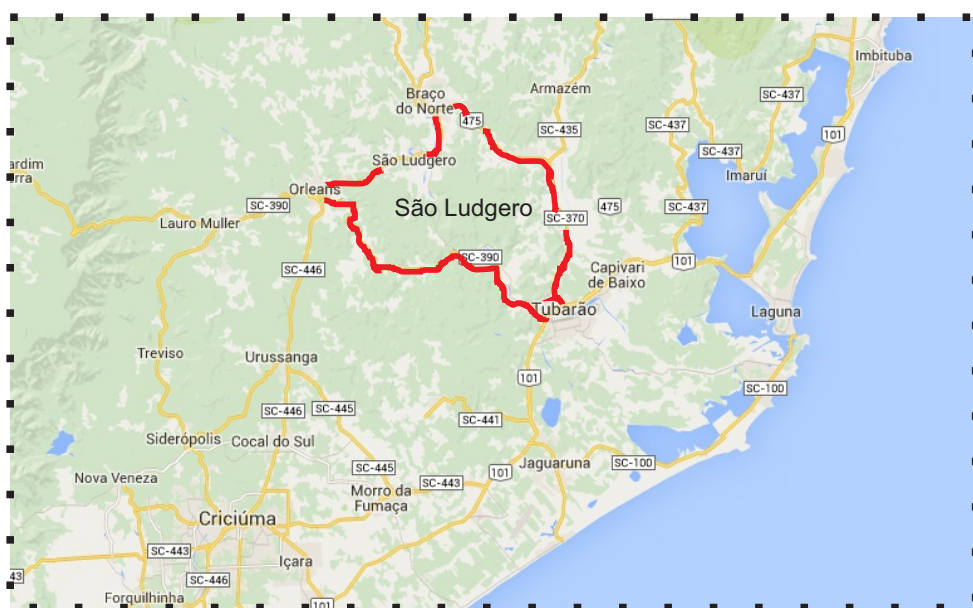 Imbituba
Braço
do Norte
Armazém
SC-437
475
SC-435
SC-437
101
São Ludgero
SC-437
Imaruí
ardim
rra
Orleans
SC-390
São Ludgero
475
SC-437
SC-370
Lauro Muller
SC-390
101
SC-446
Capivari
de Baixo
Tubarão
Laguna
Treviso
Urussanga
101
SC-100
SC-446
SC-445
SC-441
Siderópolis
Cocal do Sul
Jaguaruna
SC-100
SC-445
101
Nova Veneza
SC-443
Morro da
Fumaça
Criciúma
SC-443
Içara
43
SC-446
Forquilhinha
101